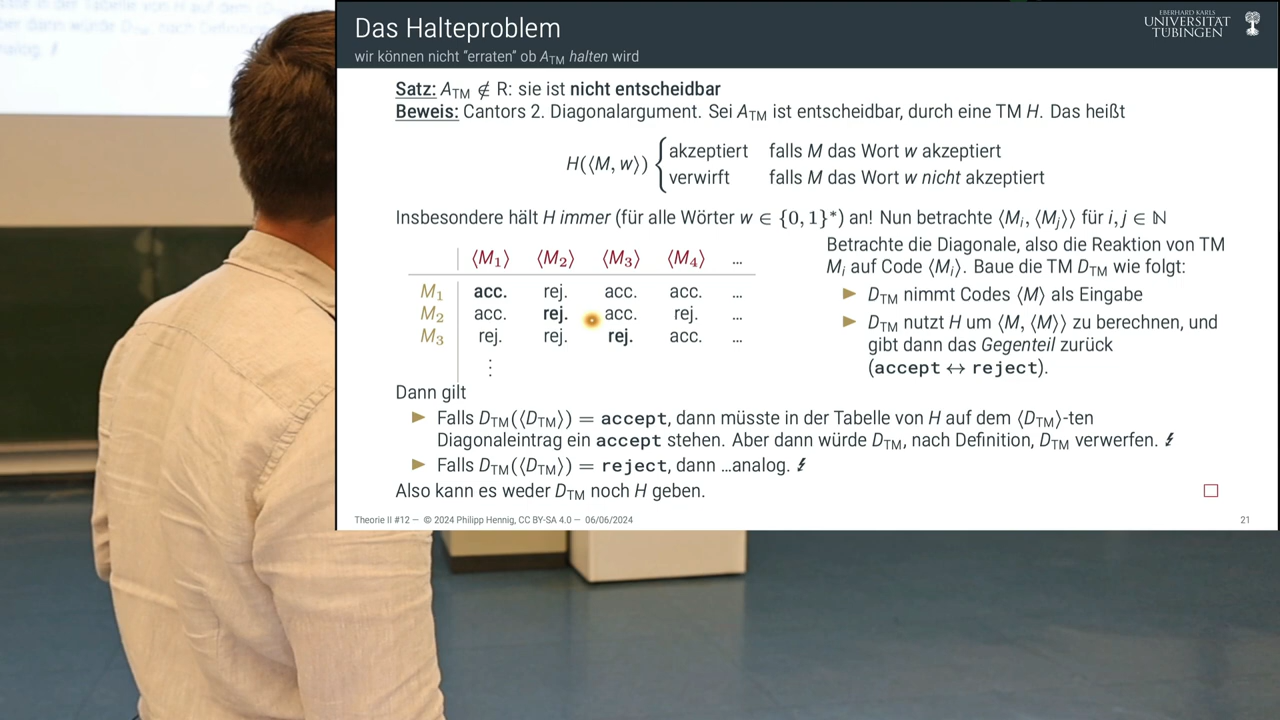 Das Halteproblem
wir können nicht "erraten" ob A_TM halten wird
EBERHARD KARLS
UNIVERSITÄT
TÜBINGEN
Satz: A_TM ∉ R: sie ist nicht entscheidbar
Beweis: Cantors 2. Diagonalargument. Sei A_TM ist entscheidbar, durch eine TM H. Das heißt
H(⟨M, w⟩) { akzeptiert falls M das Wort w akzeptiert
verwirft falls M das Wort w nicht akzeptiert
Insbesondere hält H immer (für alle Wörter w ∈ {0, 1}*) an! Nun betrachte ⟨M_i, ⟨M_j⟩⟩ für i, j ∈ ℕ
⟨M_1⟩ ⟨M_2⟩ ⟨M_3⟩ ⟨M_4⟩ ...
M_1 acc. rej. acc. acc. ...
M_2 acc. rej. acc. rej. ...
M_3 rej. rej. rej. acc. ...
⋮
Betrachte die Diagonale, also die Reaktion von TM
M_i auf Code ⟨M_i⟩. Baue die TM D_TM wie folgt:
► D_TM nimmt Codes ⟨M⟩ als Eingabe
► D_TM nutzt H um ⟨M, ⟨M⟩⟩ zu berechnen, und
gibt dann das Gegenteil zurück
(accept ↔ reject).
Dann gilt
► Falls D_TM(⟨D_TM⟩) = accept, dann müsste in der Tabelle von H auf dem ⟨D_TM⟩-ten
Diagonaleintrag ein accept stehen. Aber dann würde D_TM, nach Definition, D_TM verwerfen. ↯
► Falls D_TM(⟨D_TM⟩) = reject, dann ...analog. ↯
Also kann es weder D_TM noch H geben. □
Theorie II #12 — © 2024 Philipp Hennig, CC BY-SA 4.0 — 06/06/2024
21